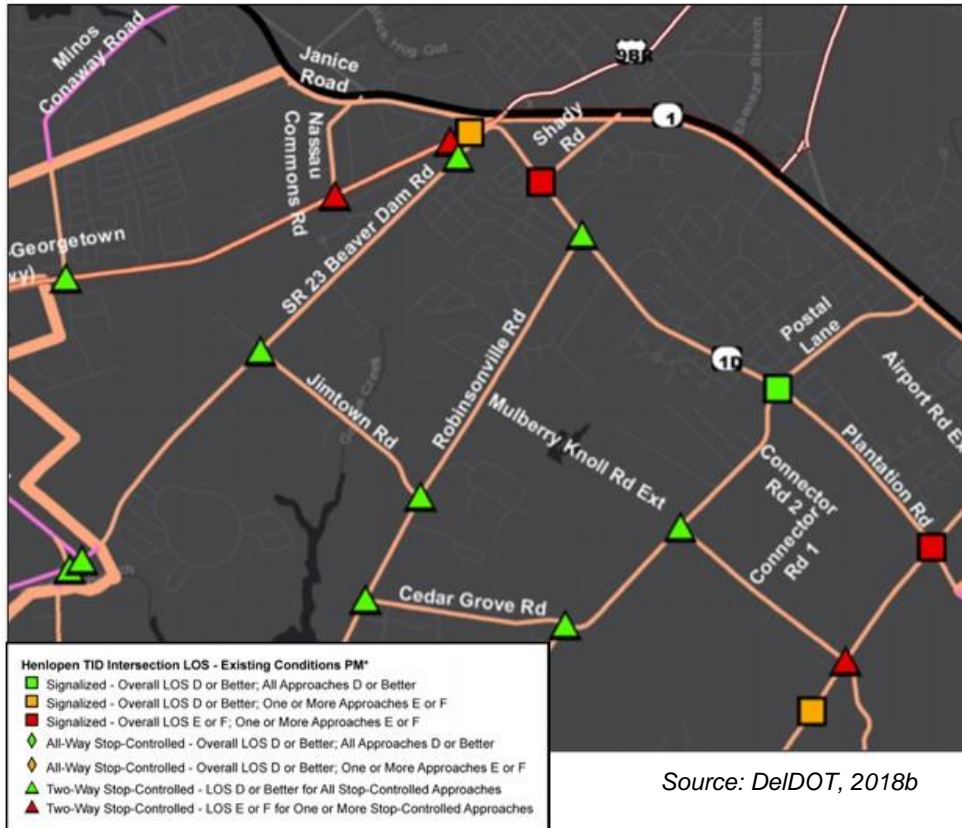 Minos
Conaway Road
Janice
Road
9BR
1
Shady
Rd
Nassau
Commons Rd
-Georgetown
wy)
SR 23 Beaver Dam Rd
Jimtown Rd
Robinsonville Rd
Mulberry Knoll Rd Ext
1D
Postal
Lane
Airport Rd Ex
Plantation Rd
Connector
Rd 2
Connector
Rd 1
Cedar Grove Rd
Henlopen TID Intersection LOS - Existing Conditions PM*
Signalized - Overall LOS D or Better; All Approaches D or Better
Signalized - Overall LOS D or Better; One or More Approaches E or F
Signalized - Overall LOS E or F; One or More Approaches E or F
All-Way Stop-Controlled - Overall LOS D or Better; All Approaches D or Better
All-Way Stop-Controlled - Overall LOS D or Better; One or More Approaches E or F
Two-Way Stop-Controlled - LOS D or Better for All Stop-Controlled Approaches
Two-Way Stop-Controlled - LOS E or F for One or More Stop-Controlled Approaches
Source: DelDOT, 2018b